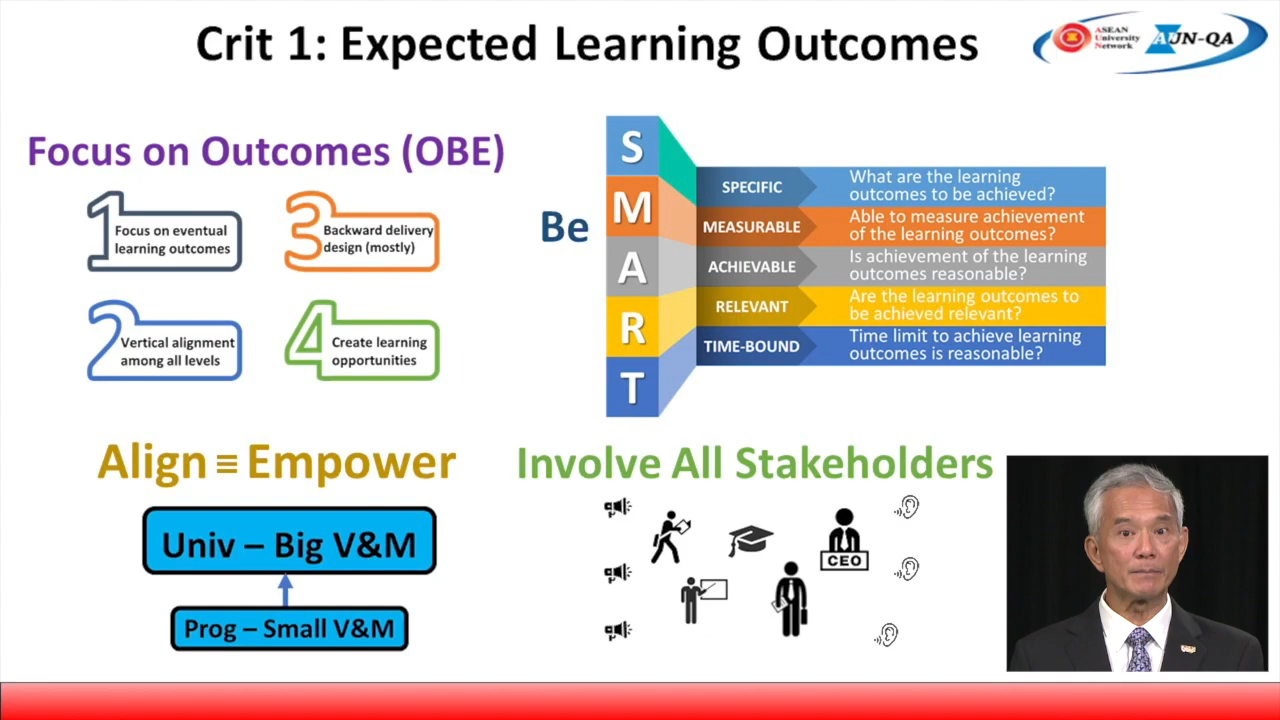 Crit 1: Expected Learning Outcomes
ASEAN
University
Network
AUN-QA
Focus on Outcomes (OBE)
1
Focus on eventual
learning outcomes
3
Backward delivery
design (mostly)
2
Vertical alignment
among all levels
4
Create learning
opportunities
Be
S
M
A
R
T
SPECIFIC
What are the learning
outcomes to be achieved?
MEASURABLE
Able to measure achievement
of the learning outcomes?
ACHIEVABLE
Is achievement of the learning
outcomes reasonable?
RELEVANT
Are the learning outcomes to
be achieved relevant?
TIME-BOUND
Time limit to achieve learning
outcomes is reasonable?
Align ≡ Empower
Univ – Big V&M
Prog – Small V&M
Involve All Stakeholders
CEO